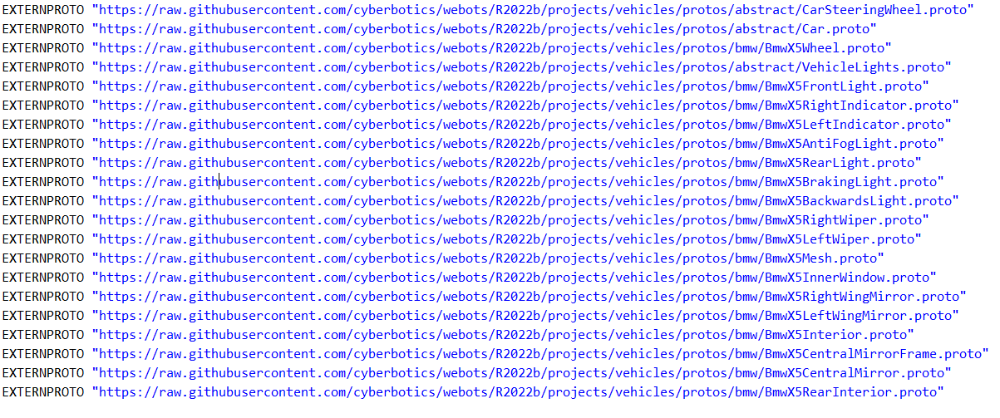 EXTERNPROTO "https://raw.githubusercontent.com/cyberbotics/webots/R2022b/projects/vehicles/protos/abstract/CarSteeringWheel.proto"
EXTERNPROTO "https://raw.githubusercontent.com/cyberbotics/webots/R2022b/projects/vehicles/protos/abstract/Car.proto"
EXTERNPROTO "https://raw.githubusercontent.com/cyberbotics/webots/R2022b/projects/vehicles/protos/bmw/BmwX5Wheel.proto"
EXTERNPROTO "https://raw.githubusercontent.com/cyberbotics/webots/R2022b/projects/vehicles/protos/abstract/VehicleLights.proto"
EXTERNPROTO "https://raw.githubusercontent.com/cyberbotics/webots/R2022b/projects/vehicles/protos/bmw/BmwX5FrontLight.proto"
EXTERNPROTO "https://raw.githubusercontent.com/cyberbotics/webots/R2022b/projects/vehicles/protos/bmw/BmwX5RightIndicator.proto"
EXTERNPROTO "https://raw.githubusercontent.com/cyberbotics/webots/R2022b/projects/vehicles/protos/bmw/BmwX5LeftIndicator.proto"
EXTERNPROTO "https://raw.githubusercontent.com/cyberbotics/webots/R2022b/projects/vehicles/protos/bmw/BmwX5AntiFogLight.proto"
EXTERNPROTO "https://raw.githubusercontent.com/cyberbotics/webots/R2022b/projects/vehicles/protos/bmw/BmwX5RearLight.proto"
EXTERNPROTO "https://raw.githubusercontent.com/cyberbotics/webots/R2022b/projects/vehicles/protos/bmw/BmwX5BrakingLight.proto"
EXTERNPROTO "https://raw.githubusercontent.com/cyberbotics/webots/R2022b/projects/vehicles/protos/bmw/BmwX5BackwardsLight.proto"
EXTERNPROTO "https://raw.githubusercontent.com/cyberbotics/webots/R2022b/projects/vehicles/protos/bmw/BmwX5RightWiper.proto"
EXTERNPROTO "https://raw.githubusercontent.com/cyberbotics/webots/R2022b/projects/vehicles/protos/bmw/BmwX5LeftWiper.proto"
EXTERNPROTO "https://raw.githubusercontent.com/cyberbotics/webots/R2022b/projects/vehicles/protos/bmw/BmwX5Mesh.proto"
EXTERNPROTO "https://raw.githubusercontent.com/cyberbotics/webots/R2022b/projects/vehicles/protos/bmw/BmwX5InnerWindow.proto"
EXTERNPROTO "https://raw.githubusercontent.com/cyberbotics/webots/R2022b/projects/vehicles/protos/bmw/BmwX5RightWingMirror.proto"
EXTERNPROTO "https://raw.githubusercontent.com/cyberbotics/webots/R2022b/projects/vehicles/protos/bmw/BmwX5LeftWingMirror.proto"
EXTERNPROTO "https://raw.githubusercontent.com/cyberbotics/webots/R2022b/projects/vehicles/protos/bmw/BmwX5Interior.proto"
EXTERNPROTO "https://raw.githubusercontent.com/cyberbotics/webots/R2022b/projects/vehicles/protos/bmw/BmwX5CentralMirrorFrame.proto"
EXTERNPROTO "https://raw.githubusercontent.com/cyberbotics/webots/R2022b/projects/vehicles/protos/bmw/BmwX5CentralMirror.proto"
EXTERNPROTO "https://raw.githubusercontent.com/cyberbotics/webots/R2022b/projects/vehicles/protos/bmw/BmwX5RearInterior.proto"